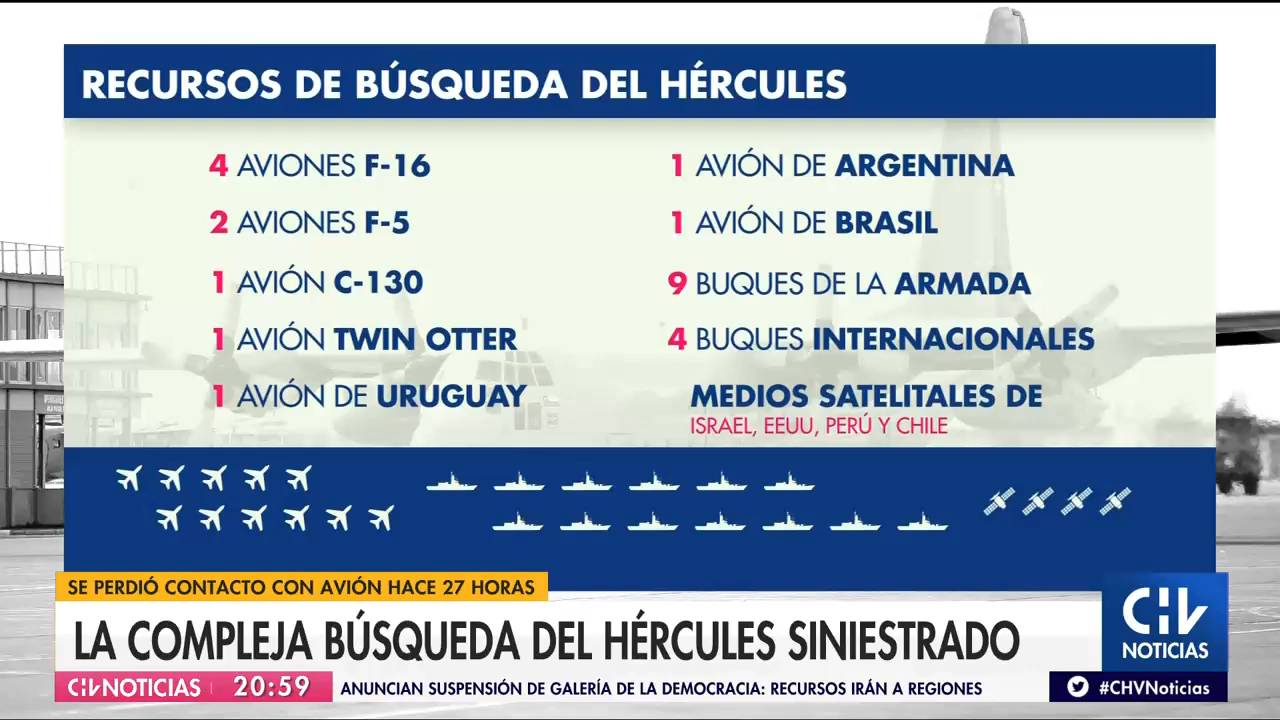 RECURSOS DE BÚSQUEDA DEL HÉRCULES
4 AVIONES F-16
2 AVIONES F-5
1 AVIÓN C-130
1 AVIÓN TWIN OTTER
1 AVIÓN DE URUGUAY
1 AVIÓN DE ARGENTINA
1 AVIÓN DE BRASIL
9 BUQUES DE LA ARMADA
4 BUQUES INTERNACIONALES
MEDIOS SATELITALES DE
ISRAEL, EEUU, PERÚ Y CHILE
SE PERDIÓ CONTACTO CON AVIÓN HACE 27 HORAS
LA COMPLEJA BÚSQUEDA DEL HÉRCULES SINIESTRADO
CHV NOTICIAS
CHV NOTICIAS 20:59 ANUNCIAN SUSPENSIÓN DE GALERÍA DE LA DEMOCRACIA: RECURSOS IRÁN A REGIONES #CHVNoticias